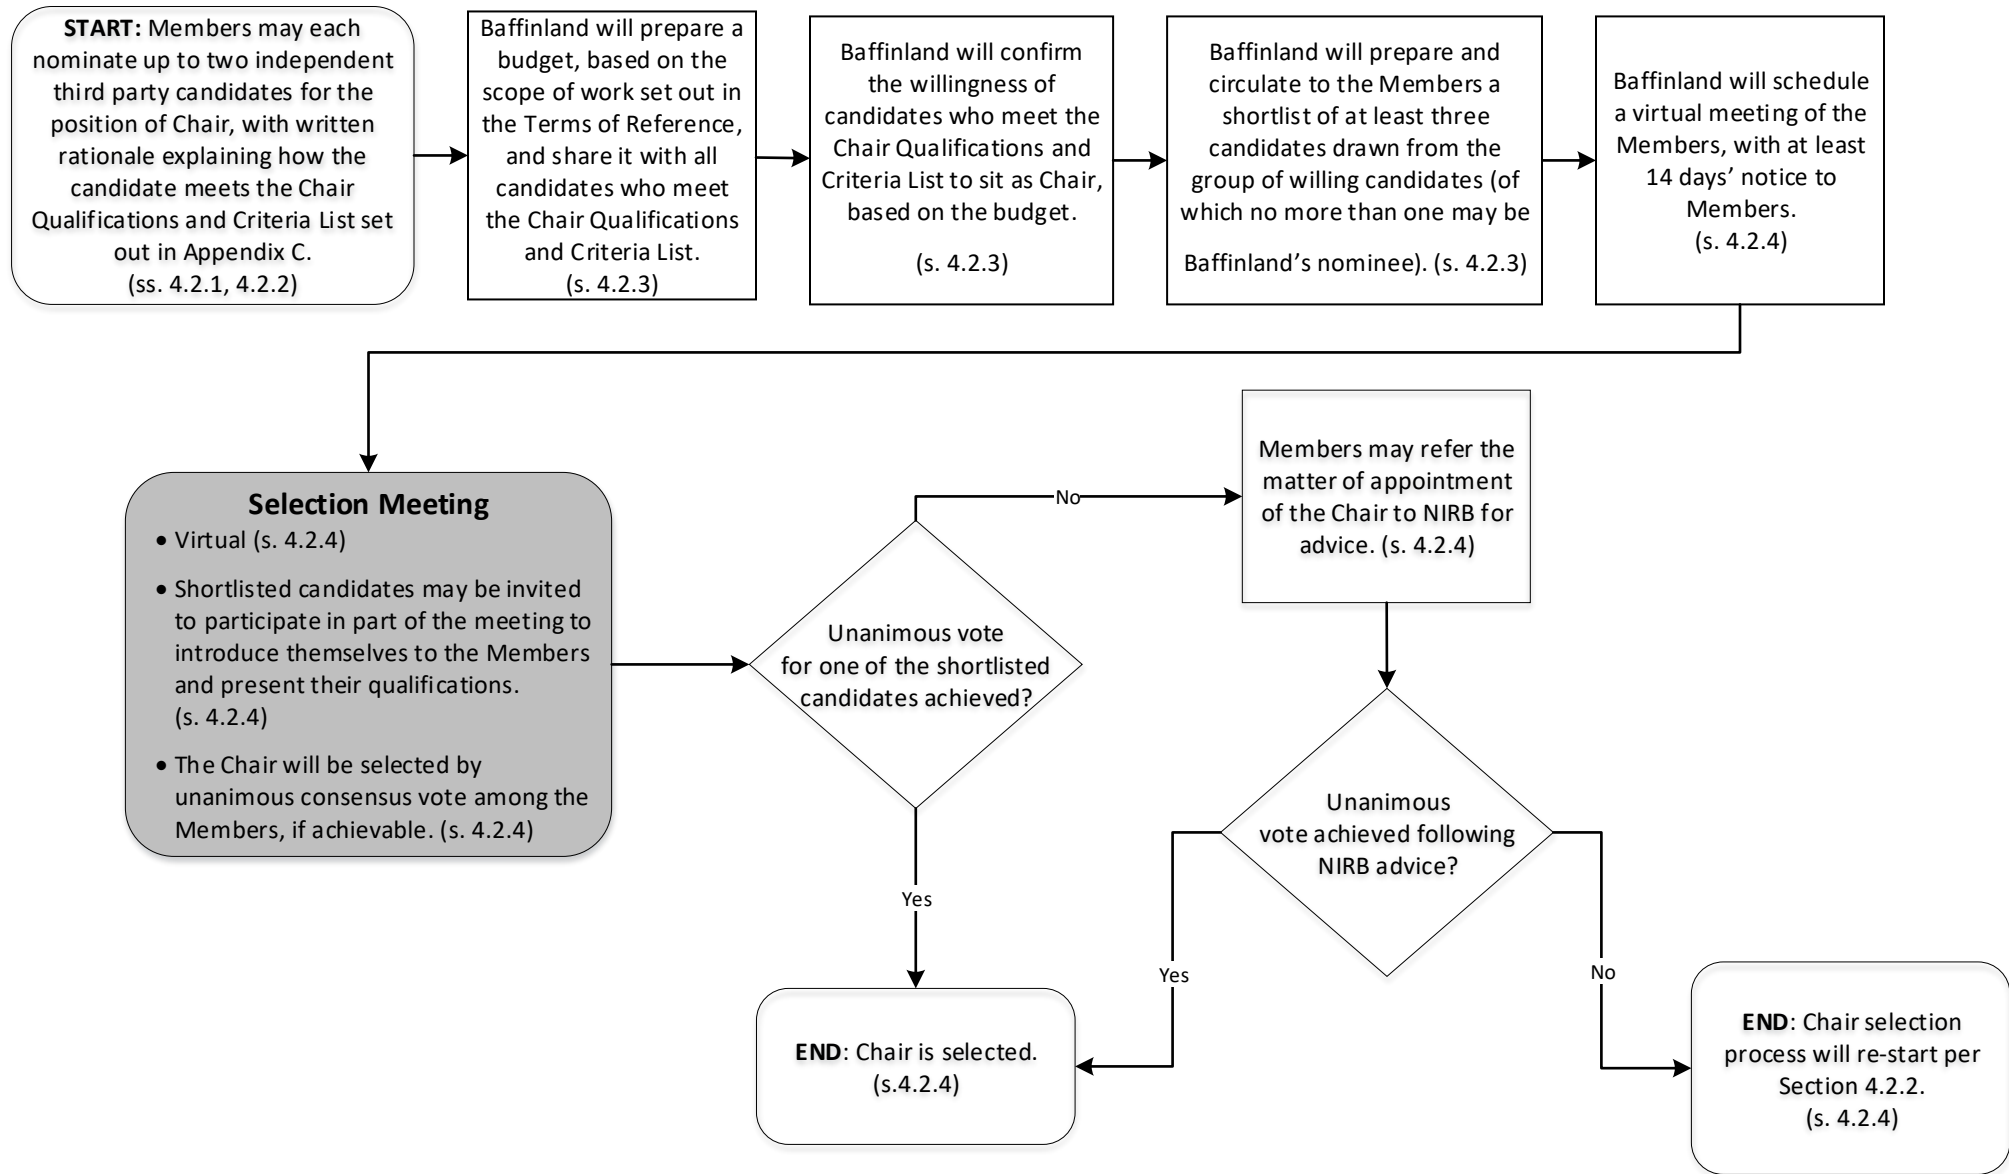 START: Members may each
nominate up to two independent
third party candidates for the
position of Chair, with written
rationale explaining how the
candidate meets the Chair
Qualifications and Criteria List set
out in Appendix C.
(ss. 4.2.1, 4.2.2)
Baffinland will prepare a
budget, based on the
scope of work set out in
the Terms of Reference,
and share it with all
candidates who meet
the Chair Qualifications
and Criteria List.
(s. 4.2.3)
Baffinland will confirm
the willingness of
candidates who meet the
Chair Qualifications and
Criteria List to sit as Chair,
based on the budget.
(s. 4.2.3)
Baffinland will prepare and
circulate to the Members a
shortlist of at least three
candidates drawn from the
group of willing candidates (of
which no more than one may be
Baffinland’s nominee). (s. 4.2.3)
Baffinland will schedule
a virtual meeting of the
Members, with at least
14 days’ notice to
Members.
(s. 4.2.4)
Selection Meeting
• Virtual (s. 4.2.4)
• Shortlisted candidates may be invited
to participate in part of the meeting to
introduce themselves to the Members
and present their qualifications.
(s. 4.2.4)
• The Chair will be selected by
unanimous consensus vote among the
Members, if achievable. (s. 4.2.4)
Unanimous vote
for one of the shortlisted
candidates achieved?
No
Yes
Members may refer the
matter of appointment
of the Chair to NIRB for
advice. (s. 4.2.4)
Unanimous
vote achieved following
NIRB advice?
Yes
No
END: Chair is selected.
(s.4.2.4)
END: Chair selection
process will re-start per
Section 4.2.2.
(s. 4.2.4)